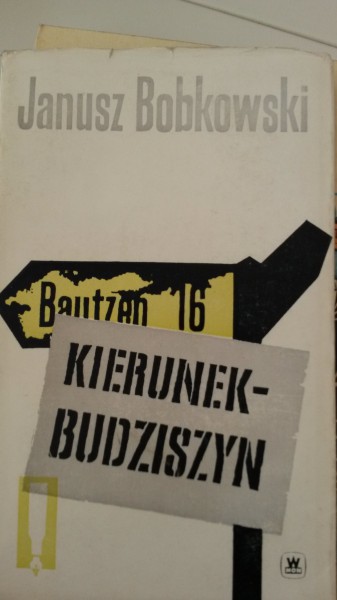 Janusz Bobkowski
Bautzen 16
KIERUNEK-
BUDZISZYN